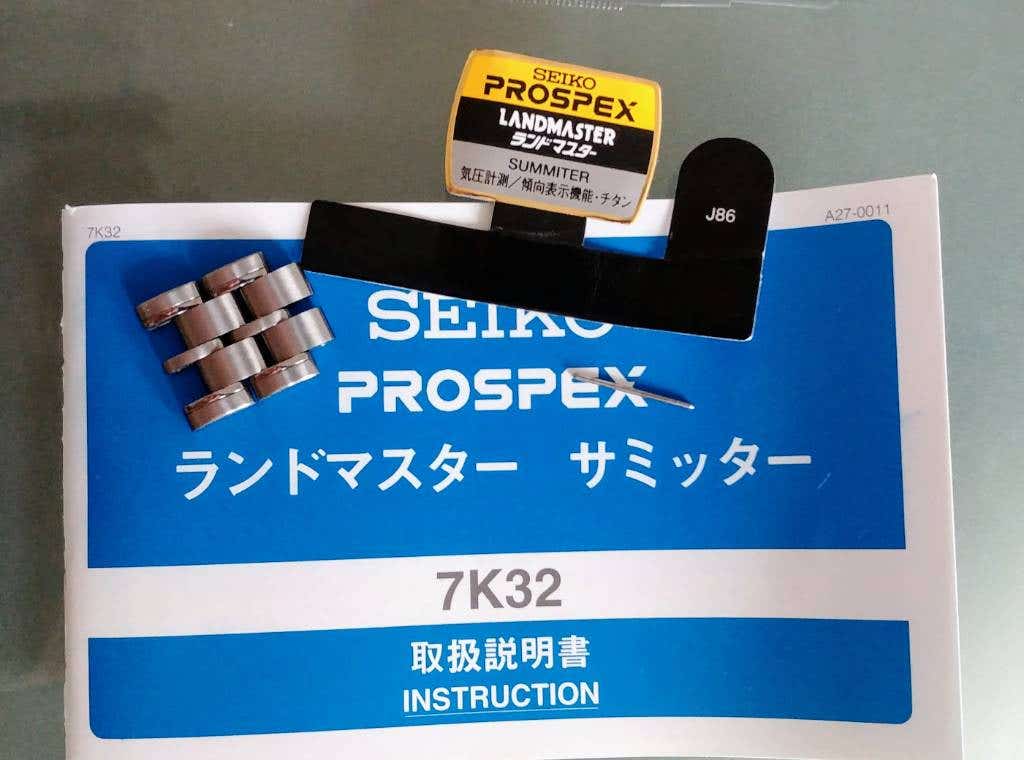 SEIKO
PROSPEX
LANDMASTER
ランドマスター
SUMMITER
気圧計測/傾向表示機能・チタン
J86
7K32
A27-0011
SEIKO
PROSPEX
ランドマスター サミッター
7K32
取扱説明書
INSTRUCTION